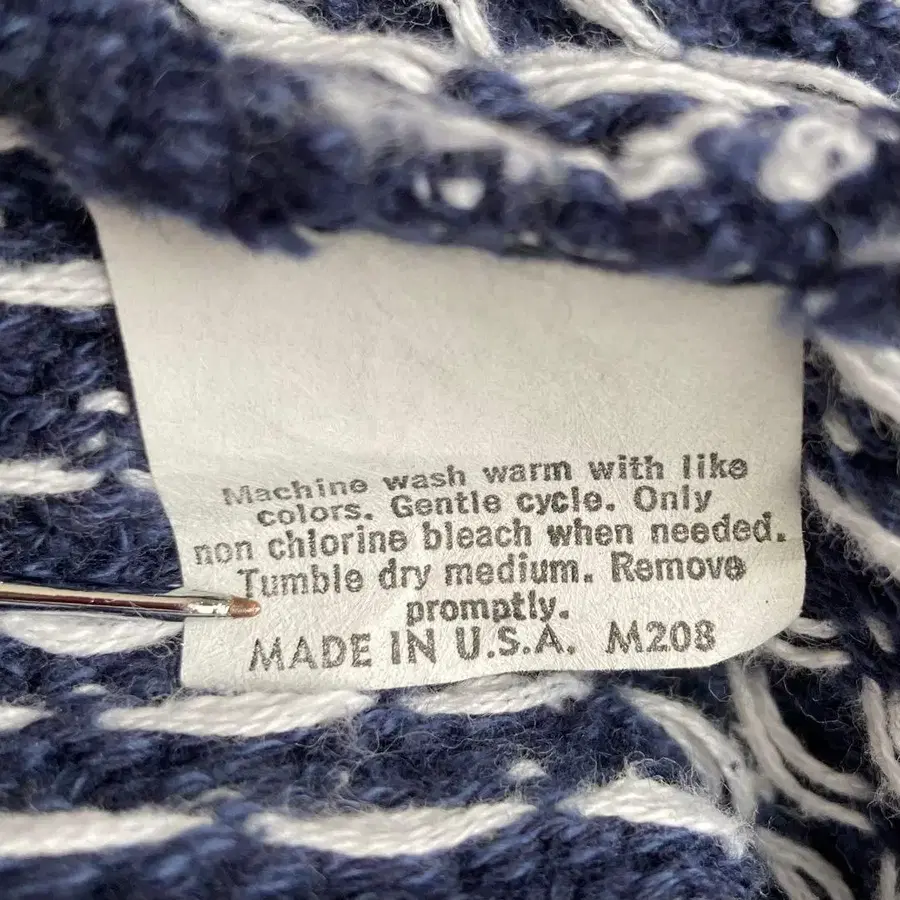 Machine wash warm with like
colors. Gentle cycle. Only
non chlorine bleach when needed.
Tumble dry medium. Remove
promptly.
MADE IN U.S.A. M208